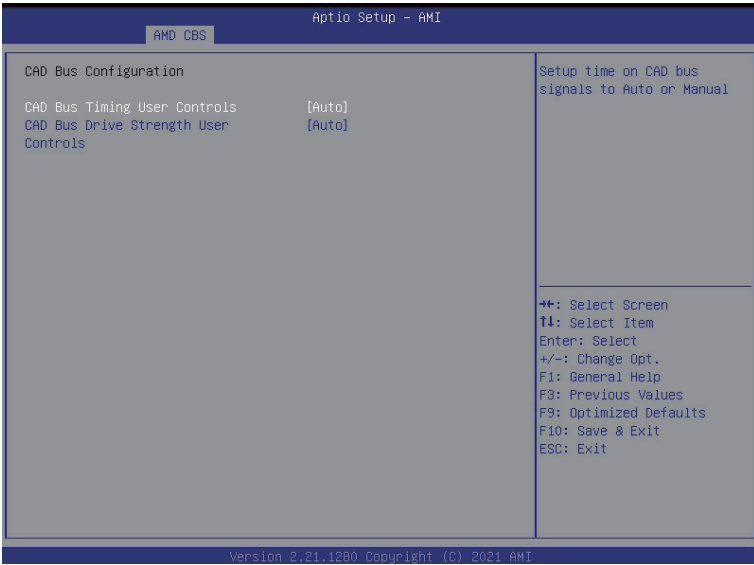 Aptio Setup – AMI
AMD CBS
CAD Bus Configuration
CAD Bus Timing User Controls [Auto]
CAD Bus Drive Strength User [Auto]
Controls
Setup time on CAD bus
signals to Auto or Manual
→←: Select Screen
↑↓: Select Item
Enter: Select
+/-: Change Opt.
F1: General Help
F3: Previous Values
F9: Optimized Defaults
F10: Save & Exit
ESC: Exit
Version 2.21.1280 Copyright (C) 2021 AMI